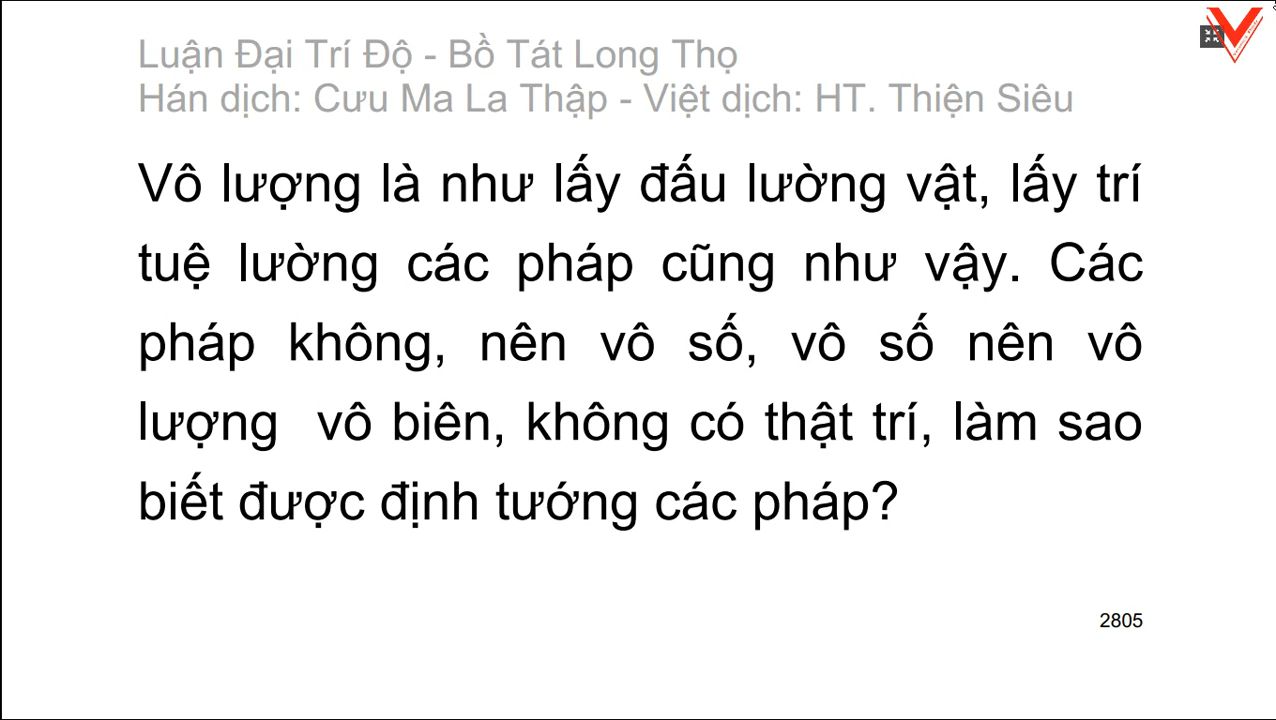 Luận Đại Trí Độ - Bồ Tát Long Thọ
Hán dịch: Cưu Ma La Thập - Việt dịch: HT. Thiện Siêu
Vô lượng là như lấy đấu lường vật, lấy trí
tuệ lường các pháp cũng như vậy. Các
pháp không, nên vô số, vô số nên vô
lượng vô biên, không có thật trí, làm sao
biết được định tướng các pháp?
2805